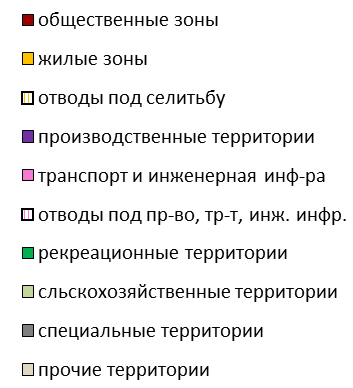 общественные зоны
жилые зоны
отводы под селитьбу
производственные территории
транспорт и инженерная инф-ра
отводы под пр-во, тр-т, инж. инфр.
рекреационные территории
сльскохозяйственные территории
специальные территории
прочие территории